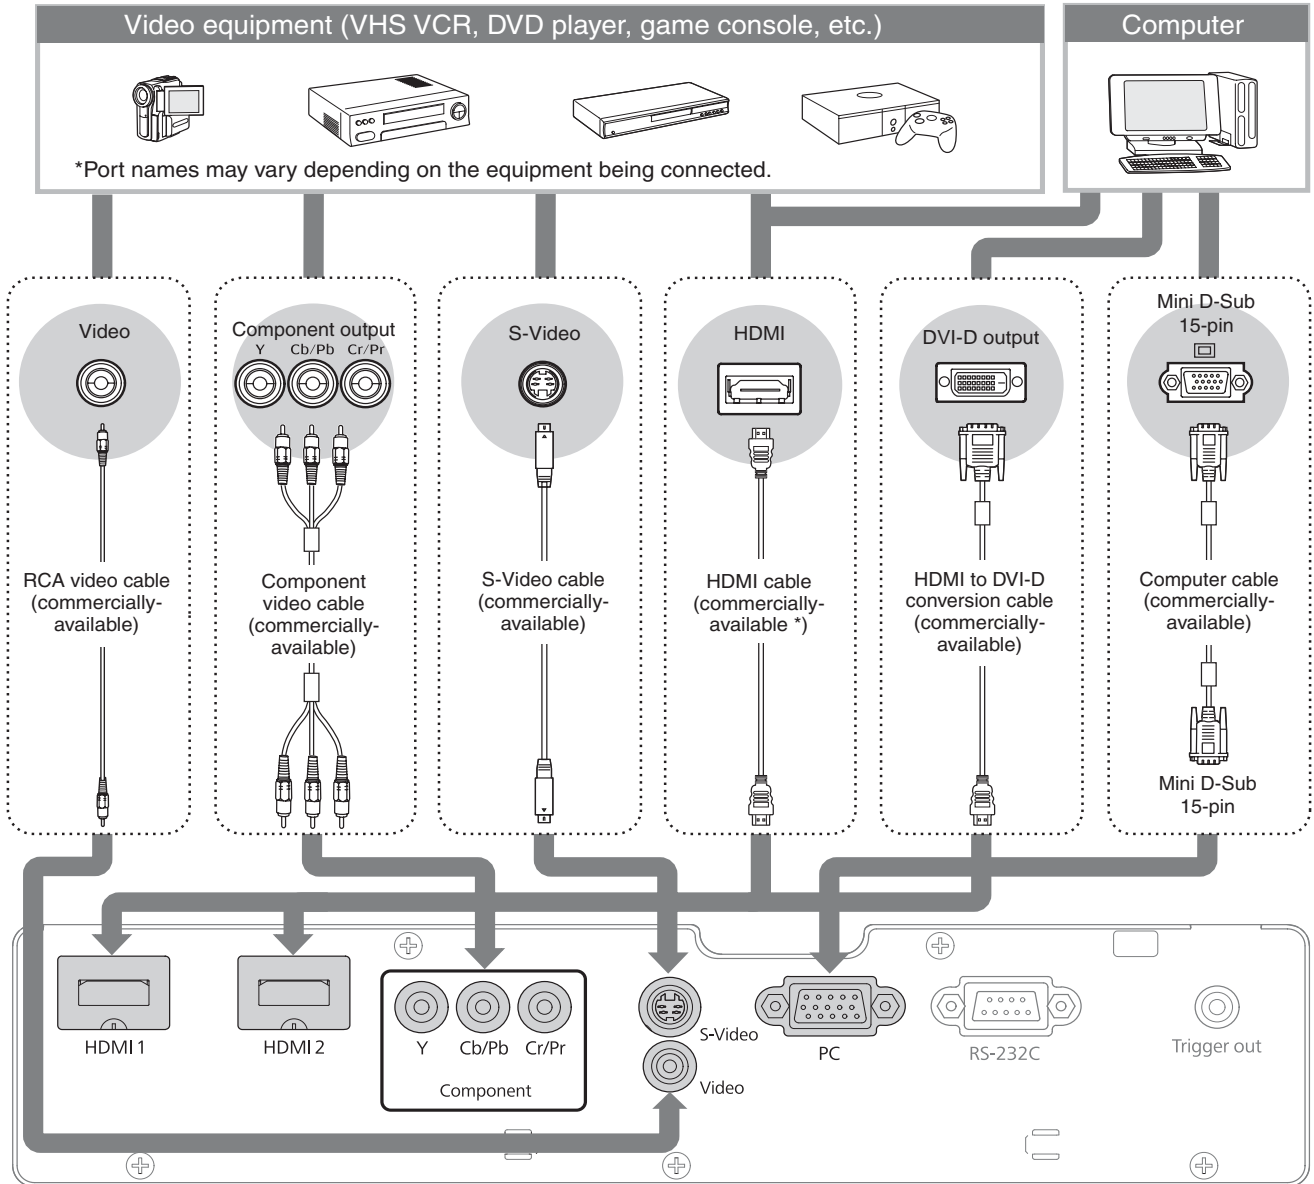 Video equipment (VHS VCR, DVD player, game console, etc.)
Computer
*Port names may vary depending on the equipment being connected.
Video
Component output
Y Cb/Pb Cr/Pr
S-Video
HDMI
DVI-D output
Mini D-Sub
15-pin
RCA video cable
(commercially-
available)
Component
video cable
(commercially-
available)
S-Video cable
(commercially-
available)
HDMI cable
(commercially-
available *)
HDMI to DVI-D
conversion cable
(commercially-
available)
Computer cable
(commercially-
available)
Mini D-Sub
15-pin
HDMI 1
HDMI 2
Y Cb/Pb Cr/Pr
Component
S-Video
Video
PC
RS-232C
Trigger out